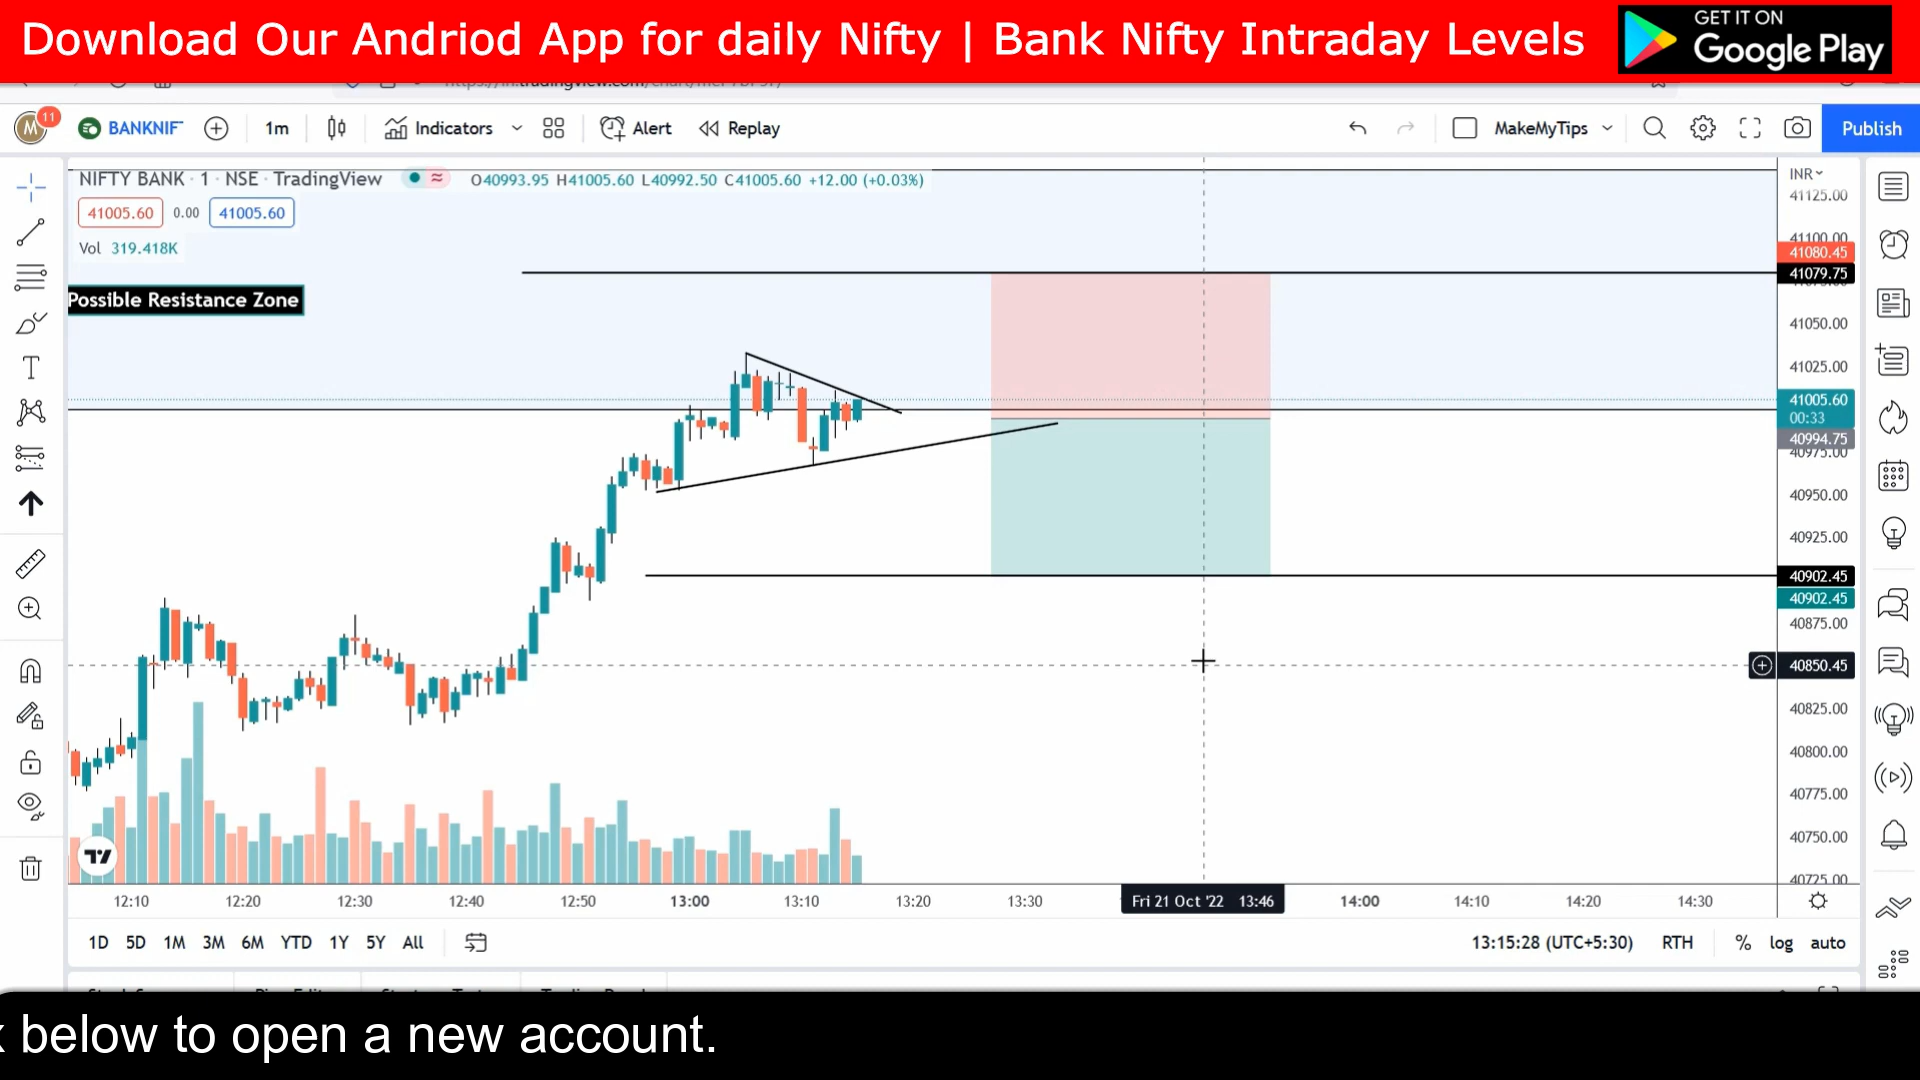 Download Our Andriod App for daily Nifty | Bank Nifty Intraday Levels
GET IT ON
Google Play
M 11 BANKNIF 1m Indicators Alert Replay MakeMyTips Publish
NIFTY BANK · 1 · NSE · TradingView O40993.95 H41005.60 L40992.50 C41005.60 +12.00 (+0.03%)
41005.60 0.00 41005.60
Vol 319.418K
Possible Resistance Zone
INR
41125.00
41100.00
41080.45
41079.75
41050.00
41025.00
41005.60
00:33
40994.75
40975.00
40950.00
40925.00
40902.45
40902.45
40875.00
40850.45
40825.00
40800.00
40775.00
40750.00
40725.00
12:10 12:20 12:30 12:40 12:50 13:00 13:10 13:20 13:30 Fri 21 Oct '22 13:46 14:00 14:10 14:20 14:30
1D 5D 1M 3M 6M YTD 1Y 5Y All 13:15:28 (UTC+5:30) RTH % log auto
below to open a new account.